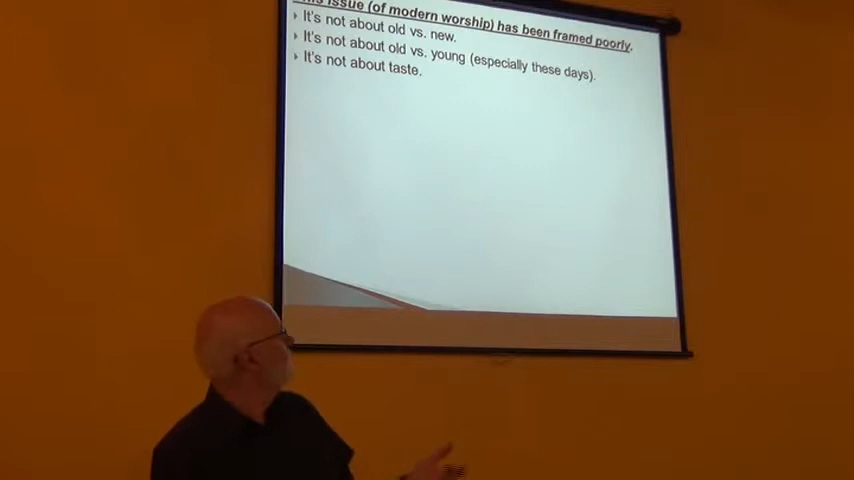 issue (of modern worship) has been framed poorly.
It's not about old vs. new.
It's not about old vs. young (especially these days).
It's not about taste.